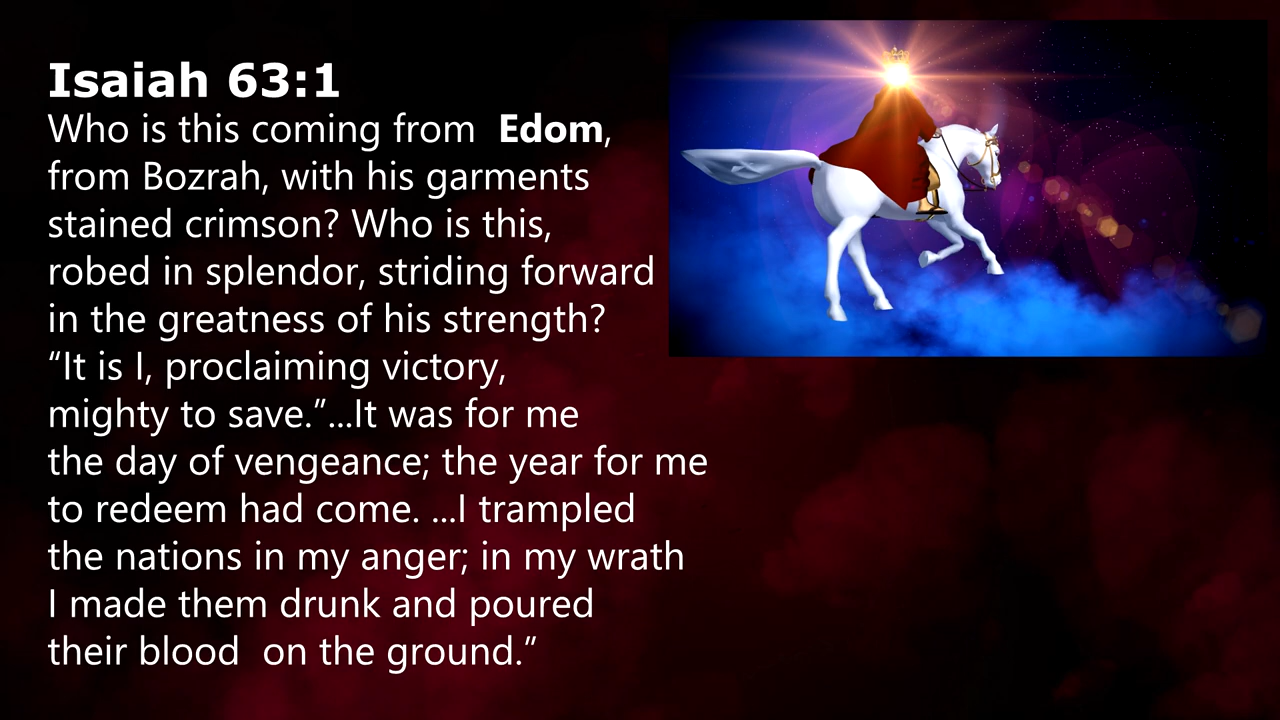 Isaiah 63:1
Who is this coming from  Edom,
from Bozrah, with his garments
stained crimson? Who is this,
robed in splendor, striding forward
in the greatness of his strength?
“It is I, proclaiming victory,
mighty to save.”...It was for me
the day of vengeance; the year for me
to redeem had come. ...I trampled
the nations in my anger; in my wrath
I made them drunk and poured
their blood  on the ground.”